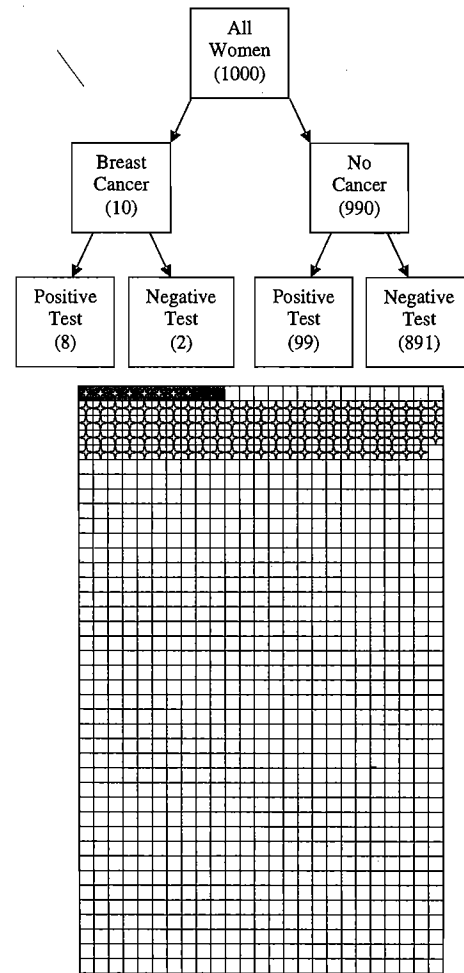 All
Women
(1000)
Breast
Cancer
(10)
No
Cancer
(990)
Positive
Test
(8)
Negative
Test
(2)
Positive
Test
(99)
Negative
Test
(891)